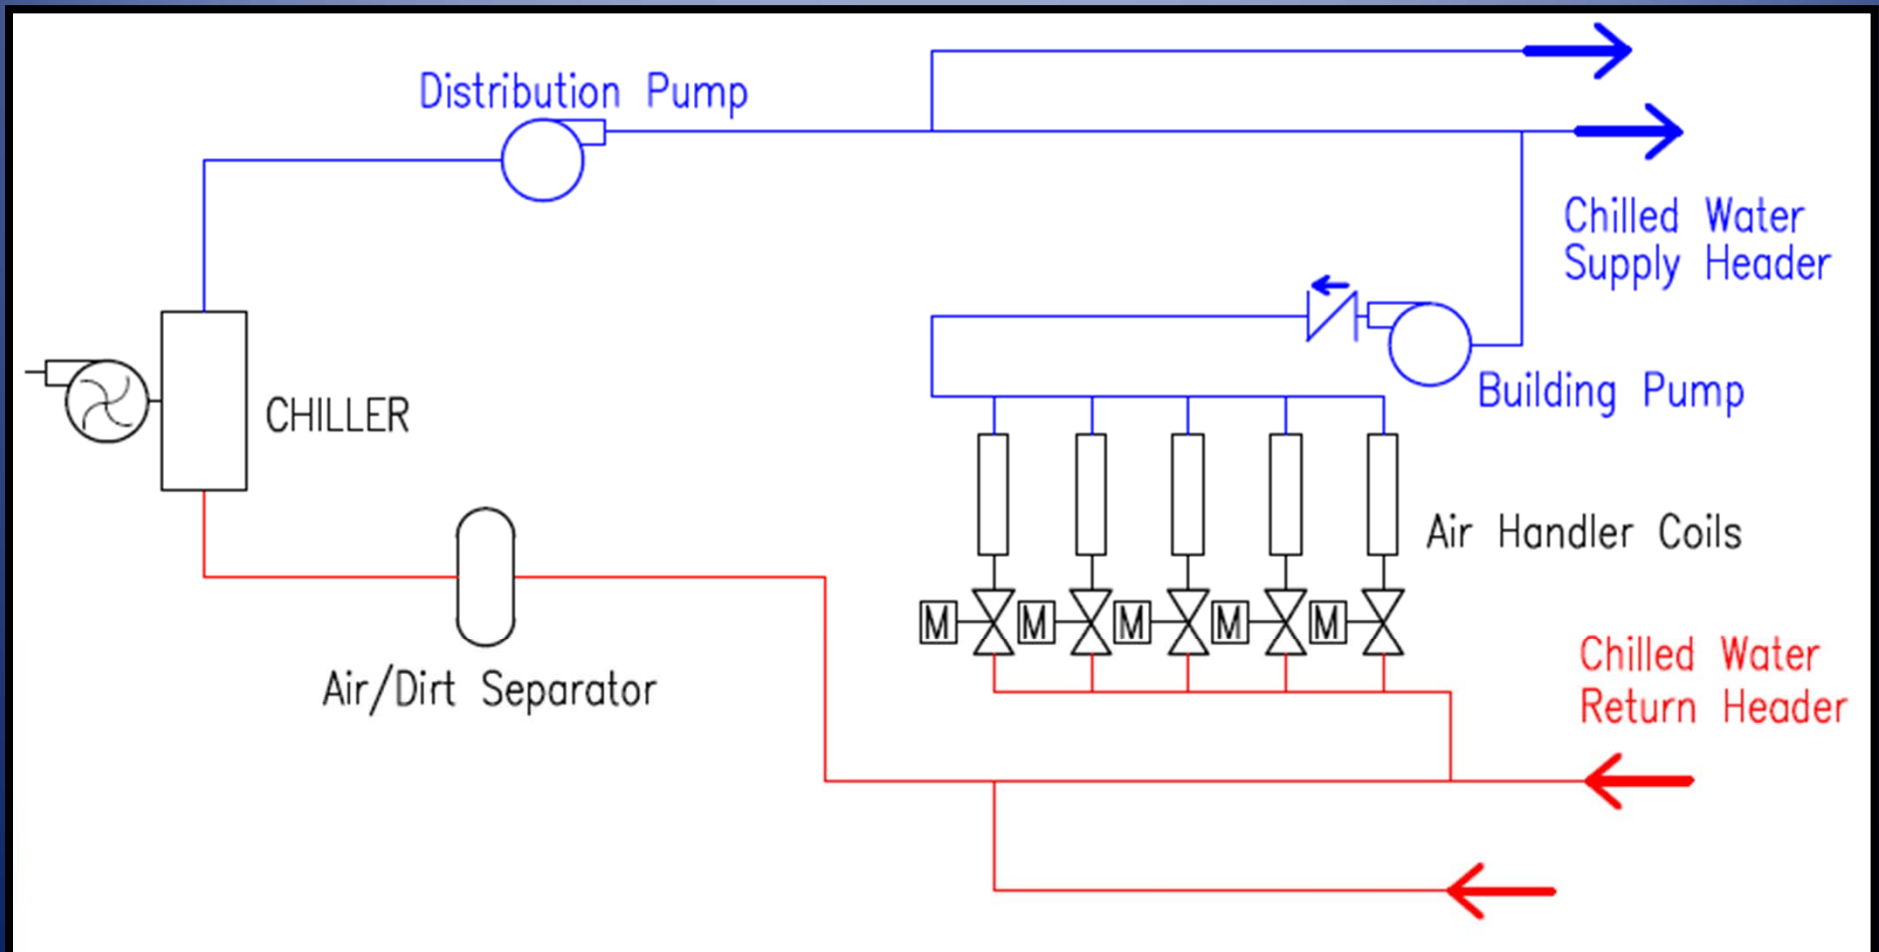 Distribution Pump
Chilled Water
Supply Header
Building Pump
CHILLER
Air Handler Coils
M M M M M
Chilled Water
Return Header
Air/Dirt Separator